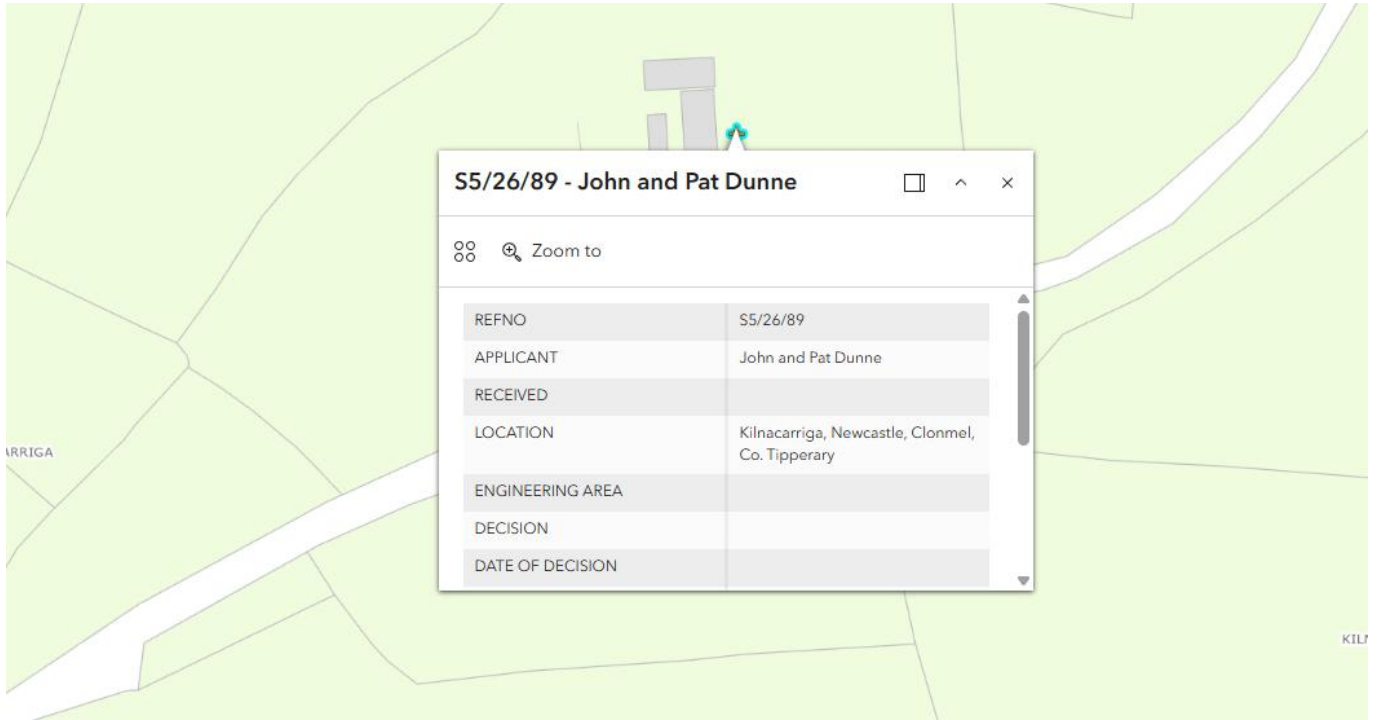 S5/26/89 - John and Pat Dunne
Zoom to
REFNO S5/26/89
APPLICANT John and Pat Dunne
RECEIVED
LOCATION Kilnacarriga, Newcastle, Clonmel,
Co. Tipperary
ENGINEERING AREA
DECISION
DATE OF DECISION
ARRIGA
KILN